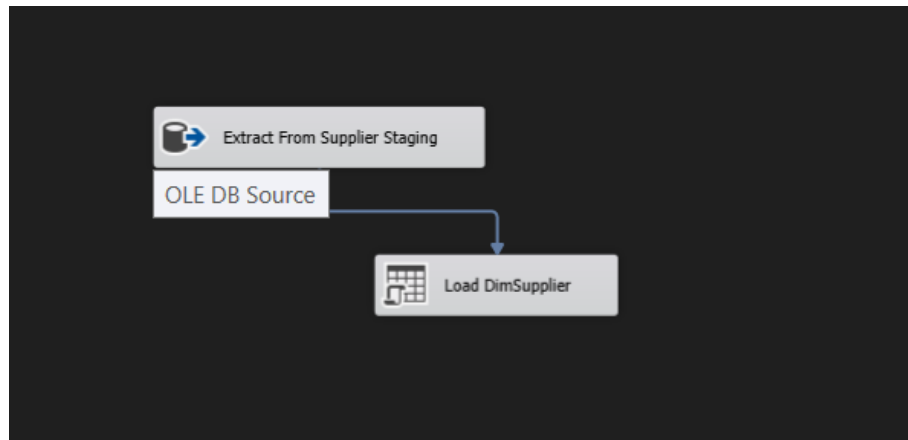 Extract From Supplier Staging
OLE DB Source
Load DimSupplier